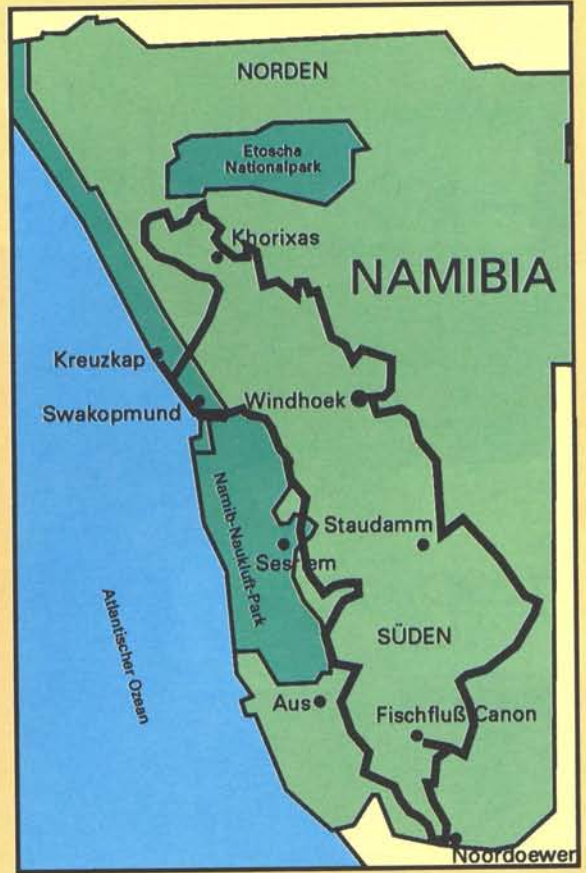 NORDEN
Etoscha
Nationalpark
Khorixas
NAMIBIA
Kreuzkap
Swakopmund
Windhoek
Namib-Naukluft-Park
Staudamm
Sesriem
Atlantischer Ozean
SÜDEN
Aus
Fischfluß Canon
Noordoewer